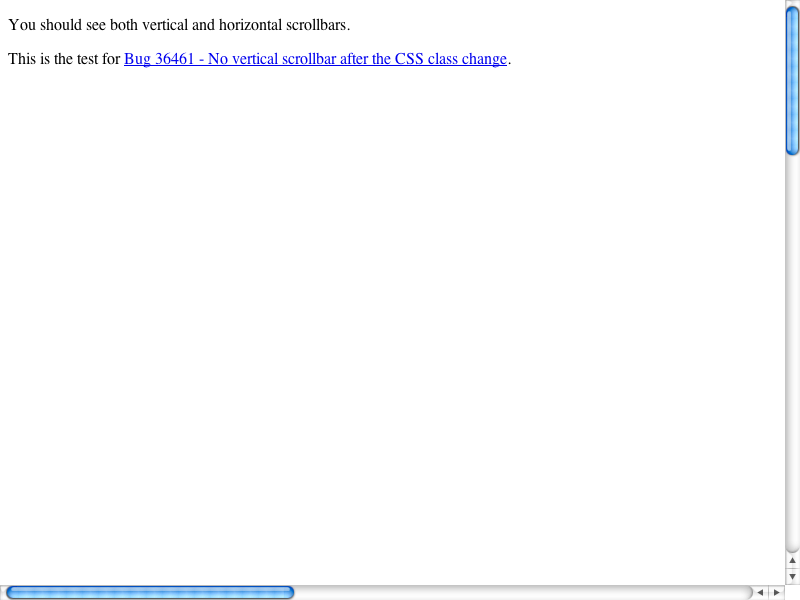 You should see both vertical and horizontal scrollbars.
This is the test for Bug 36461 - No vertical scrollbar after the CSS class change.